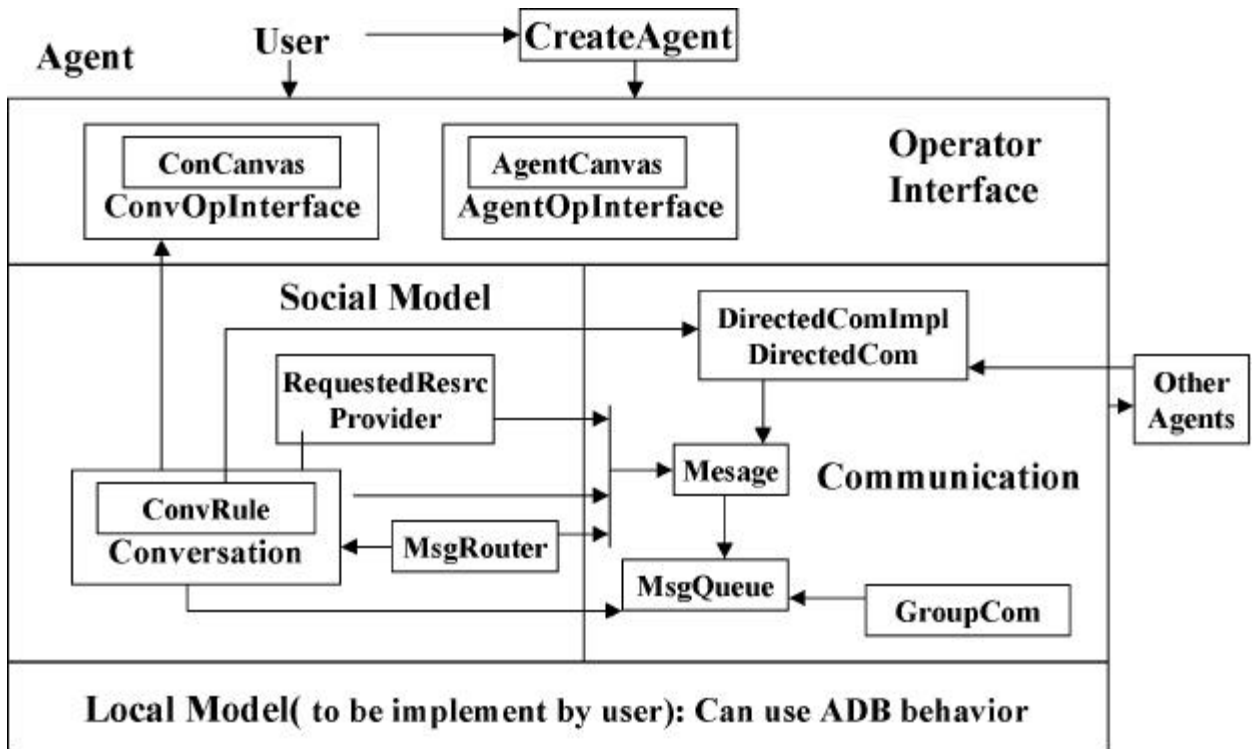 Agent
User
CreateAgent
ConCanvas
ConvOpInterface
AgentCanvas
AgentOpInterface
Operator
Interface
Social Model
DirectedComImpl
DirectedCom
RequestedResrc
Provider
Other
Agents
Mesage
Communication
ConvRule
Conversation
MsgRouter
MsgQueue
GroupCom
Local Model( to be implement by user): Can use ADB behavior